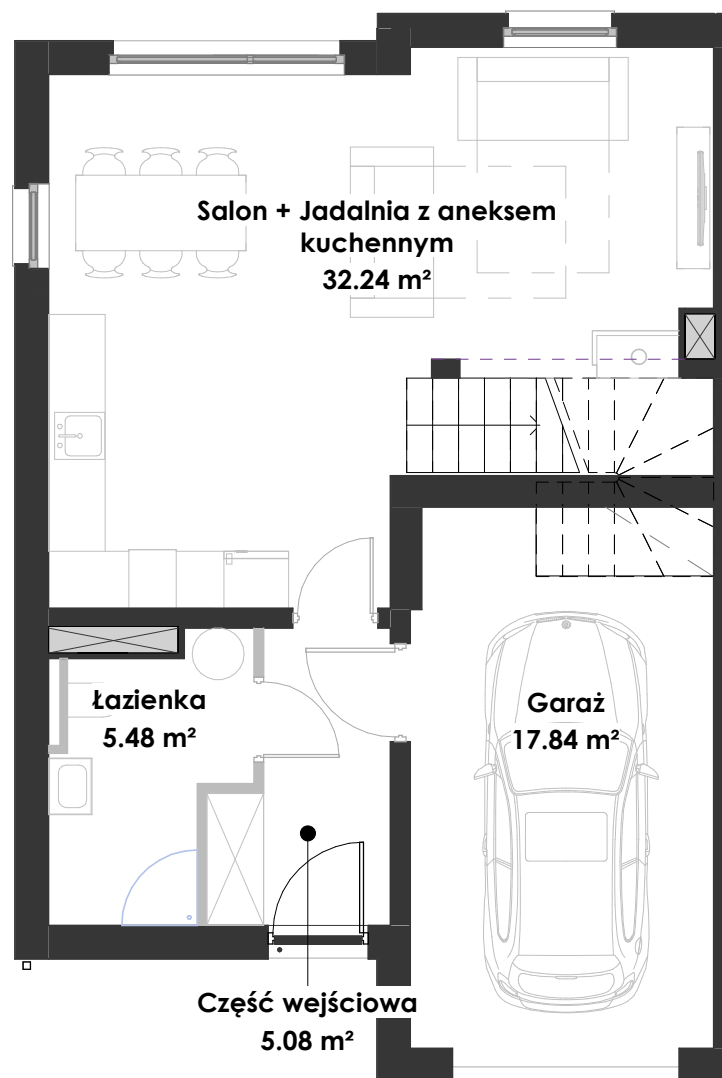 Salon + Jadalnia z aneksem
kuchennym
32.24 m²
Łazienka
5.48 m²
Garaż
17.84 m²
Część wejściowa
5.08 m²